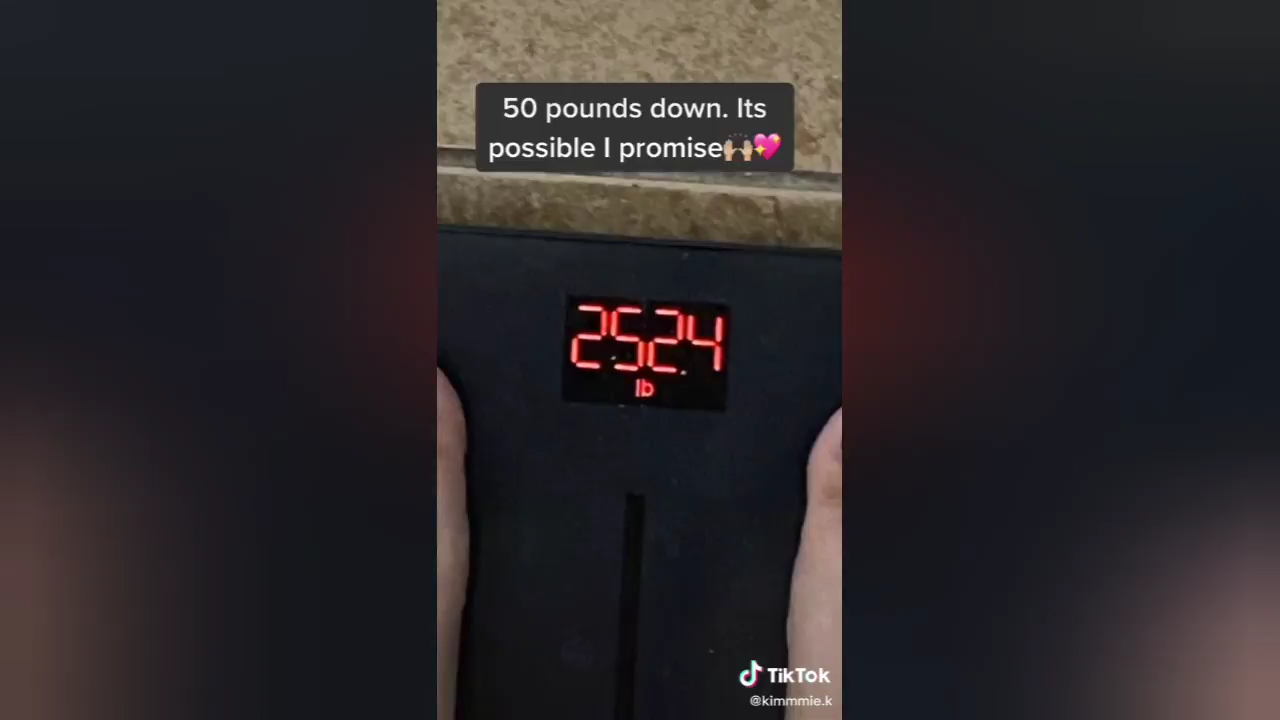 50 pounds down. Its
possible I promise🙌🏼💖
252.4
lb
TikTok
@kimmmie.k